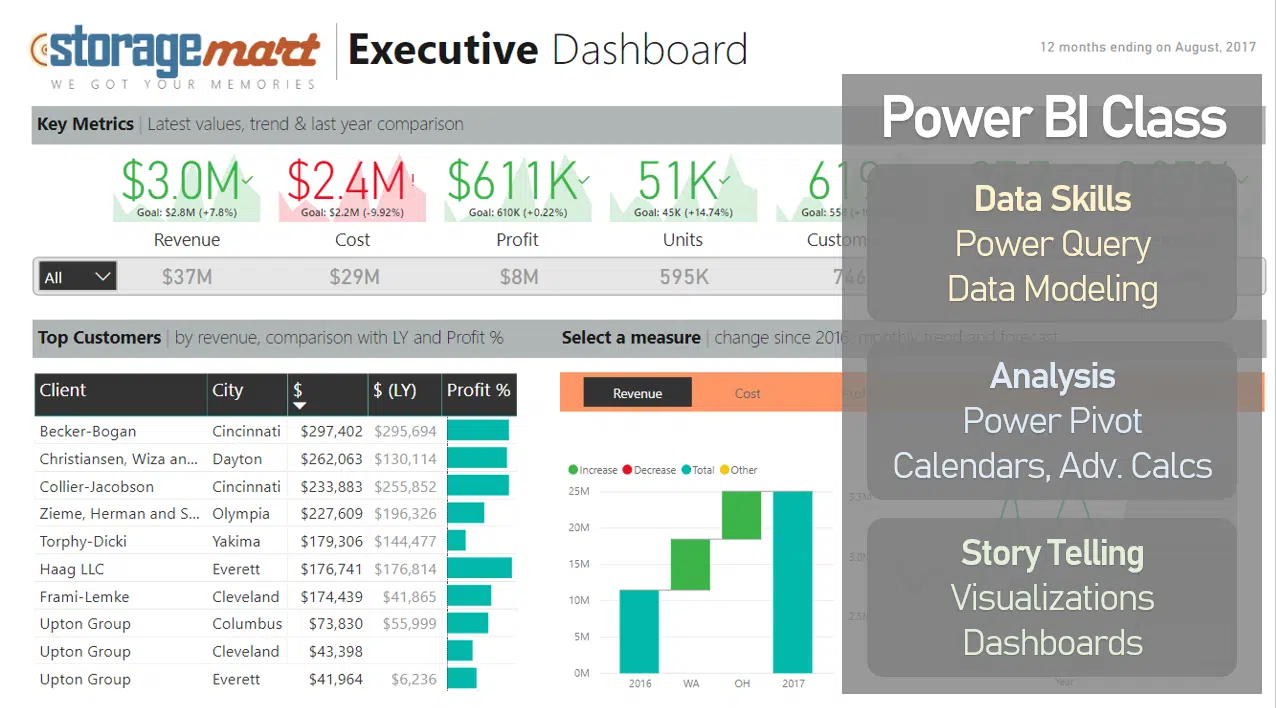 storagemart
WE GOT YOUR MEMORIES
Executive Dashboard
12 months ending on August, 2017
Key Metrics | Latest values, trend & last year comparison
$3.0M
Goal: $2.8M (+7.8%)
Revenue
$2.4M!
Goal: $2.2M (-9.92%)
Cost
$611K
Goal: 610K (+0.22%)
Profit
51K
Goal: 45K (+14.74%)
Units
619
Goal: 558
Custom
All $37M $29M $8M 595K 746
Top Customers | by revenue, comparison with LY and Profit %
Client City $ $ (LY) Profit %
Becker-Bogan Cincinnati $297,402 $295,694
Christiansen, Wiza an... Dayton $262,063 $130,114
Collier-Jacobson Cincinnati $233,883 $255,852
Zieme, Herman and S... Olympia $227,609 $196,326
Torphy-Dicki Yakima $179,306 $144,477
Haag LLC Everett $176,741 $176,814
Frami-Lemke Cleveland $174,439 $41,865
Upton Group Columbus $73,830 $55,999
Upton Group Cleveland $43,398
Upton Group Everett $41,964 $6,236
Select a measure | change since 2016, monthly trend and forecast
Revenue Cost
Increase Decrease Total Other
25M
20M
15M
10M
5M
0M
2016 WA OH 2017
Year
Power BI Class
Data Skills
Power Query
Data Modeling
Analysis
Power Pivot
Calendars, Adv. Calcs
Story Telling
Visualizations
Dashboards